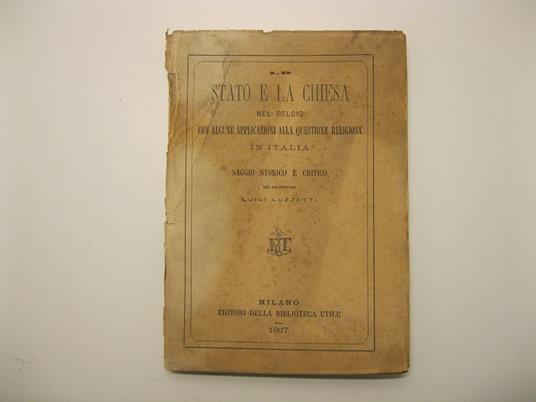 LO
STATO E LA CHIESA
NEL BELGIO
CON ALCUNE APPLICAZIONI ALLA QUESTIONE RELIGIOSA
IN ITALIA
SAGGIO STORICO E CRITICO
DEL PROFESSORE
LUIGI LUZZATTI
MILANO
EDITORI DELLA BIBLIOTECA UTILE
1867